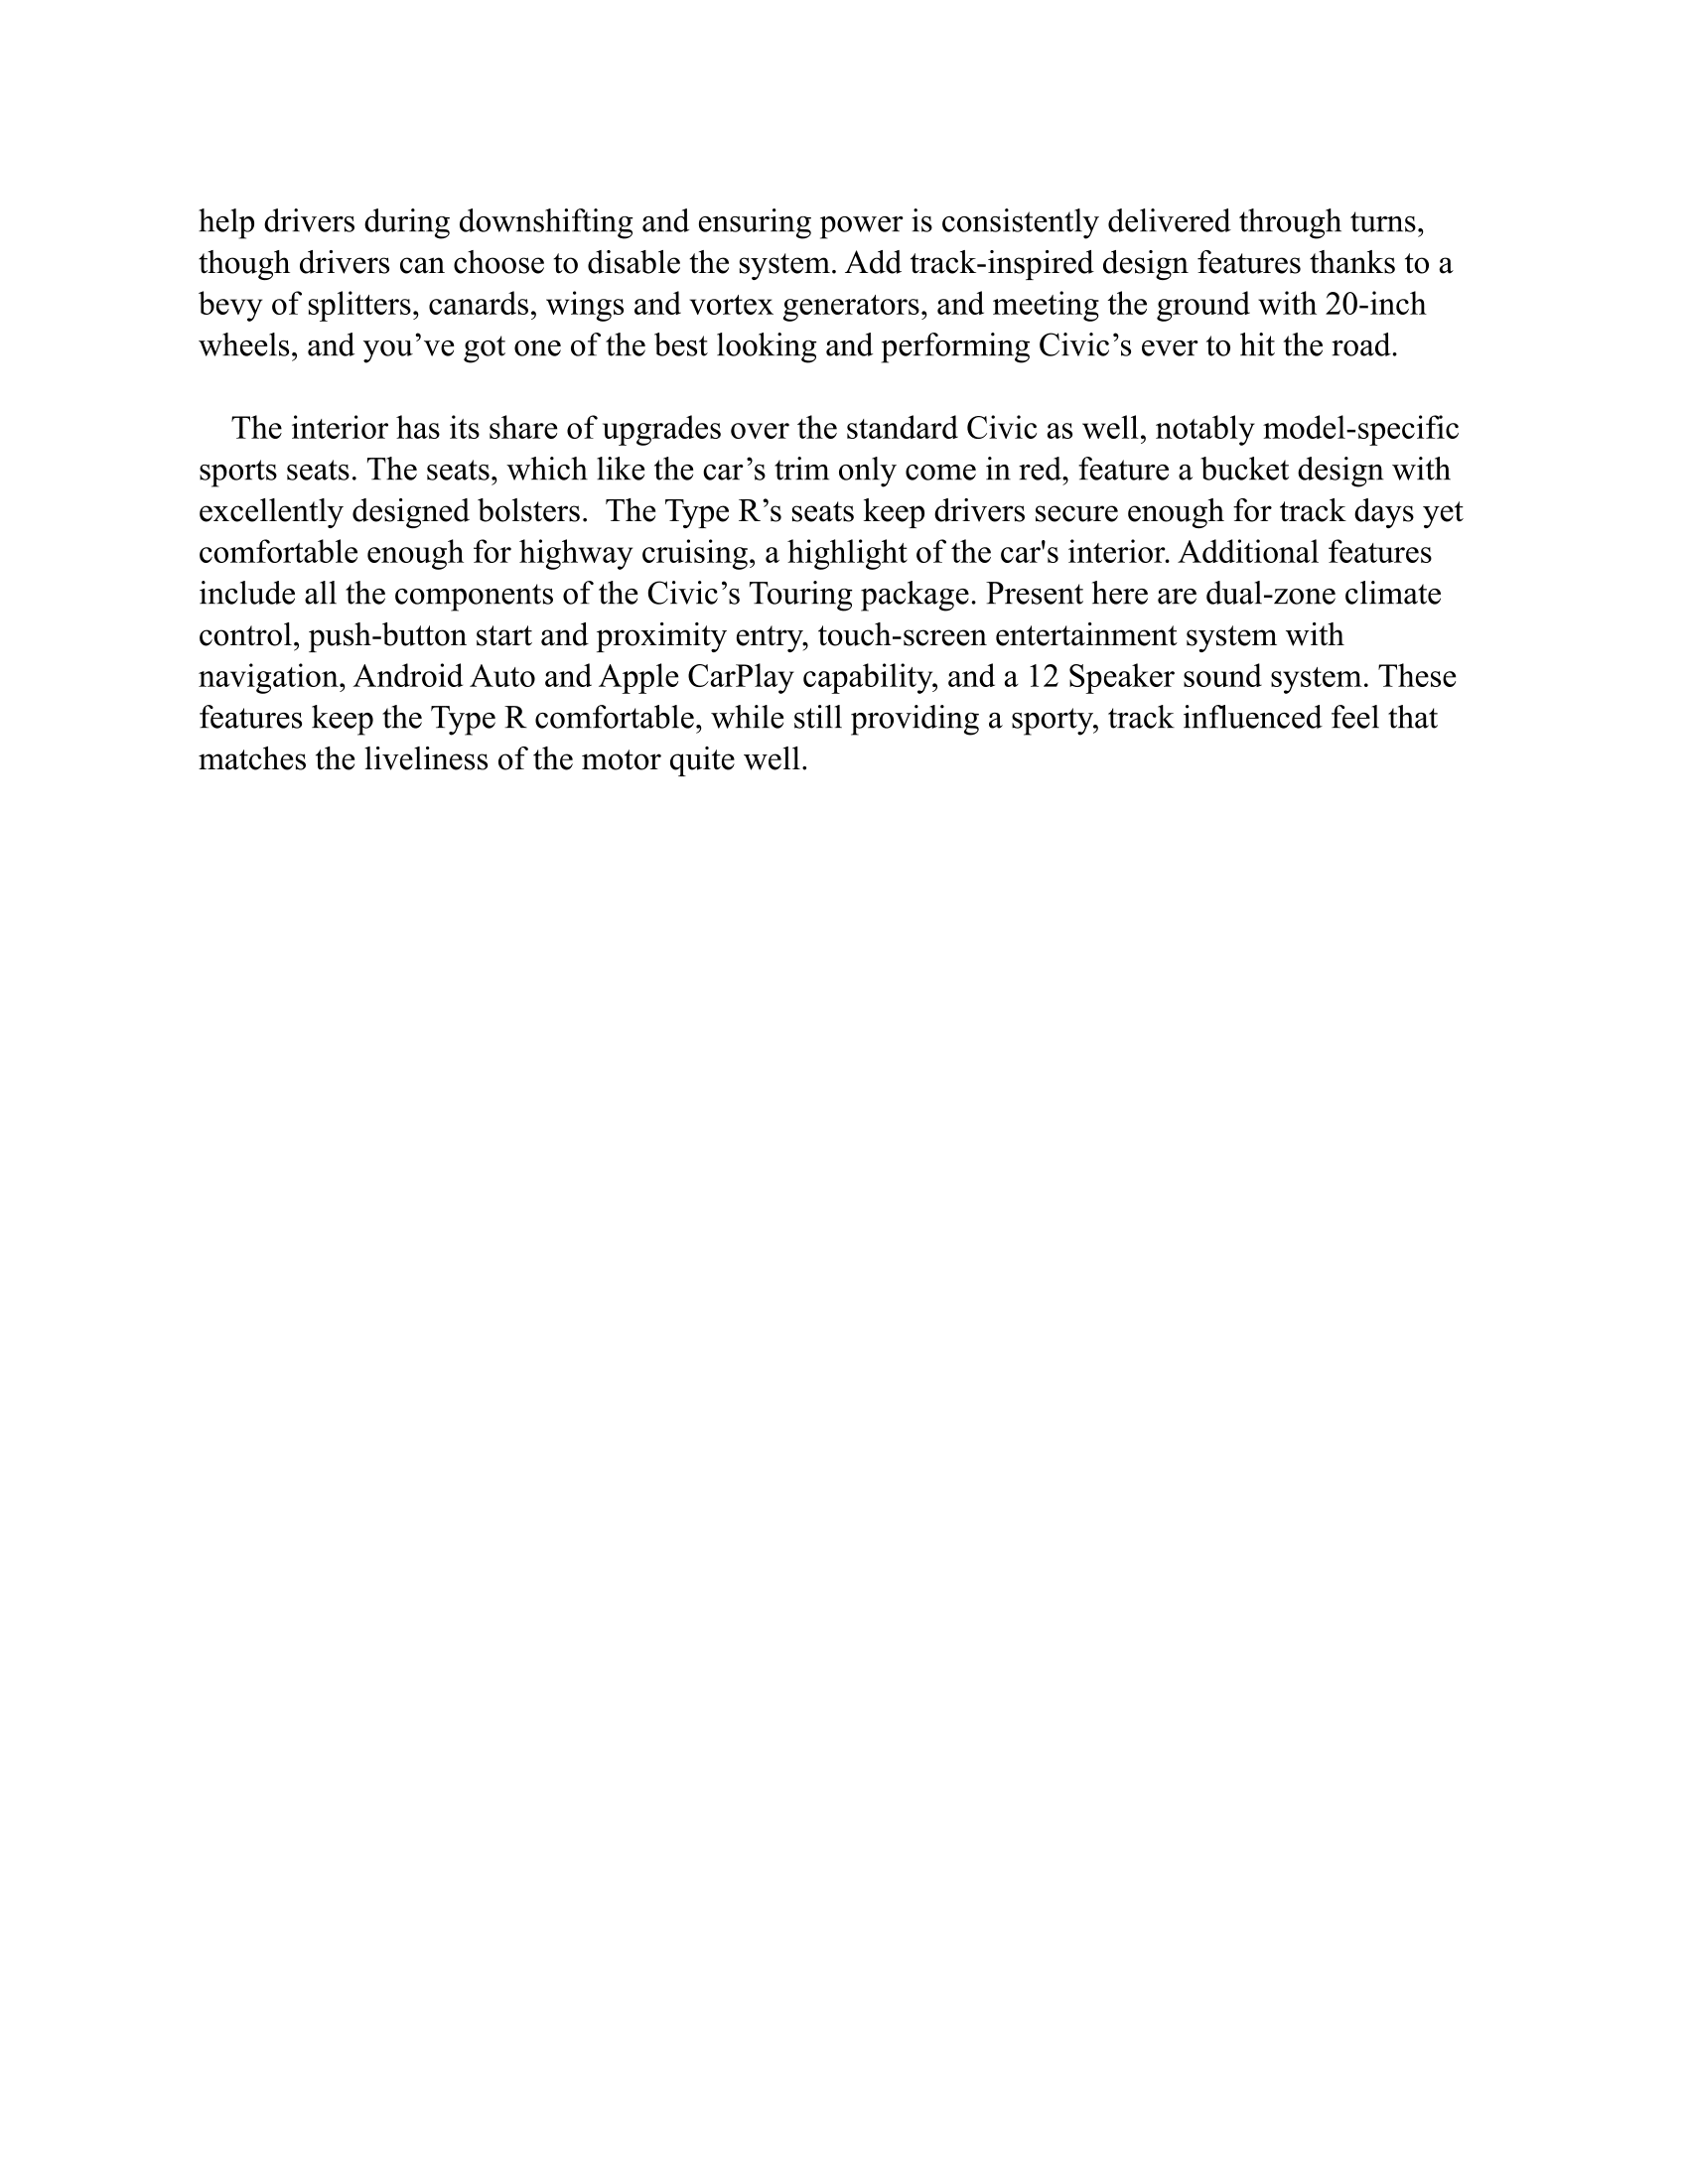 help drivers during downshifting and ensuring power is consistently delivered through turns,
though drivers can choose to disable the system. Add track-inspired design features thanks to a
bevy of splitters, canards, wings and vortex generators, and meeting the ground with 20-inch
wheels, and you’ve got one of the best looking and performing Civic’s ever to hit the road.
The interior has its share of upgrades over the standard Civic as well, notably model-specific
sports seats. The seats, which like the car’s trim only come in red, feature a bucket design with
excellently designed bolsters.  The Type R’s seats keep drivers secure enough for track days yet
comfortable enough for highway cruising, a highlight of the car's interior. Additional features
include all the components of the Civic’s Touring package. Present here are dual-zone climate
control, push-button start and proximity entry, touch-screen entertainment system with
navigation, Android Auto and Apple CarPlay capability, and a 12 Speaker sound system. These
features keep the Type R comfortable, while still providing a sporty, track influenced feel that
matches the liveliness of the motor quite well.